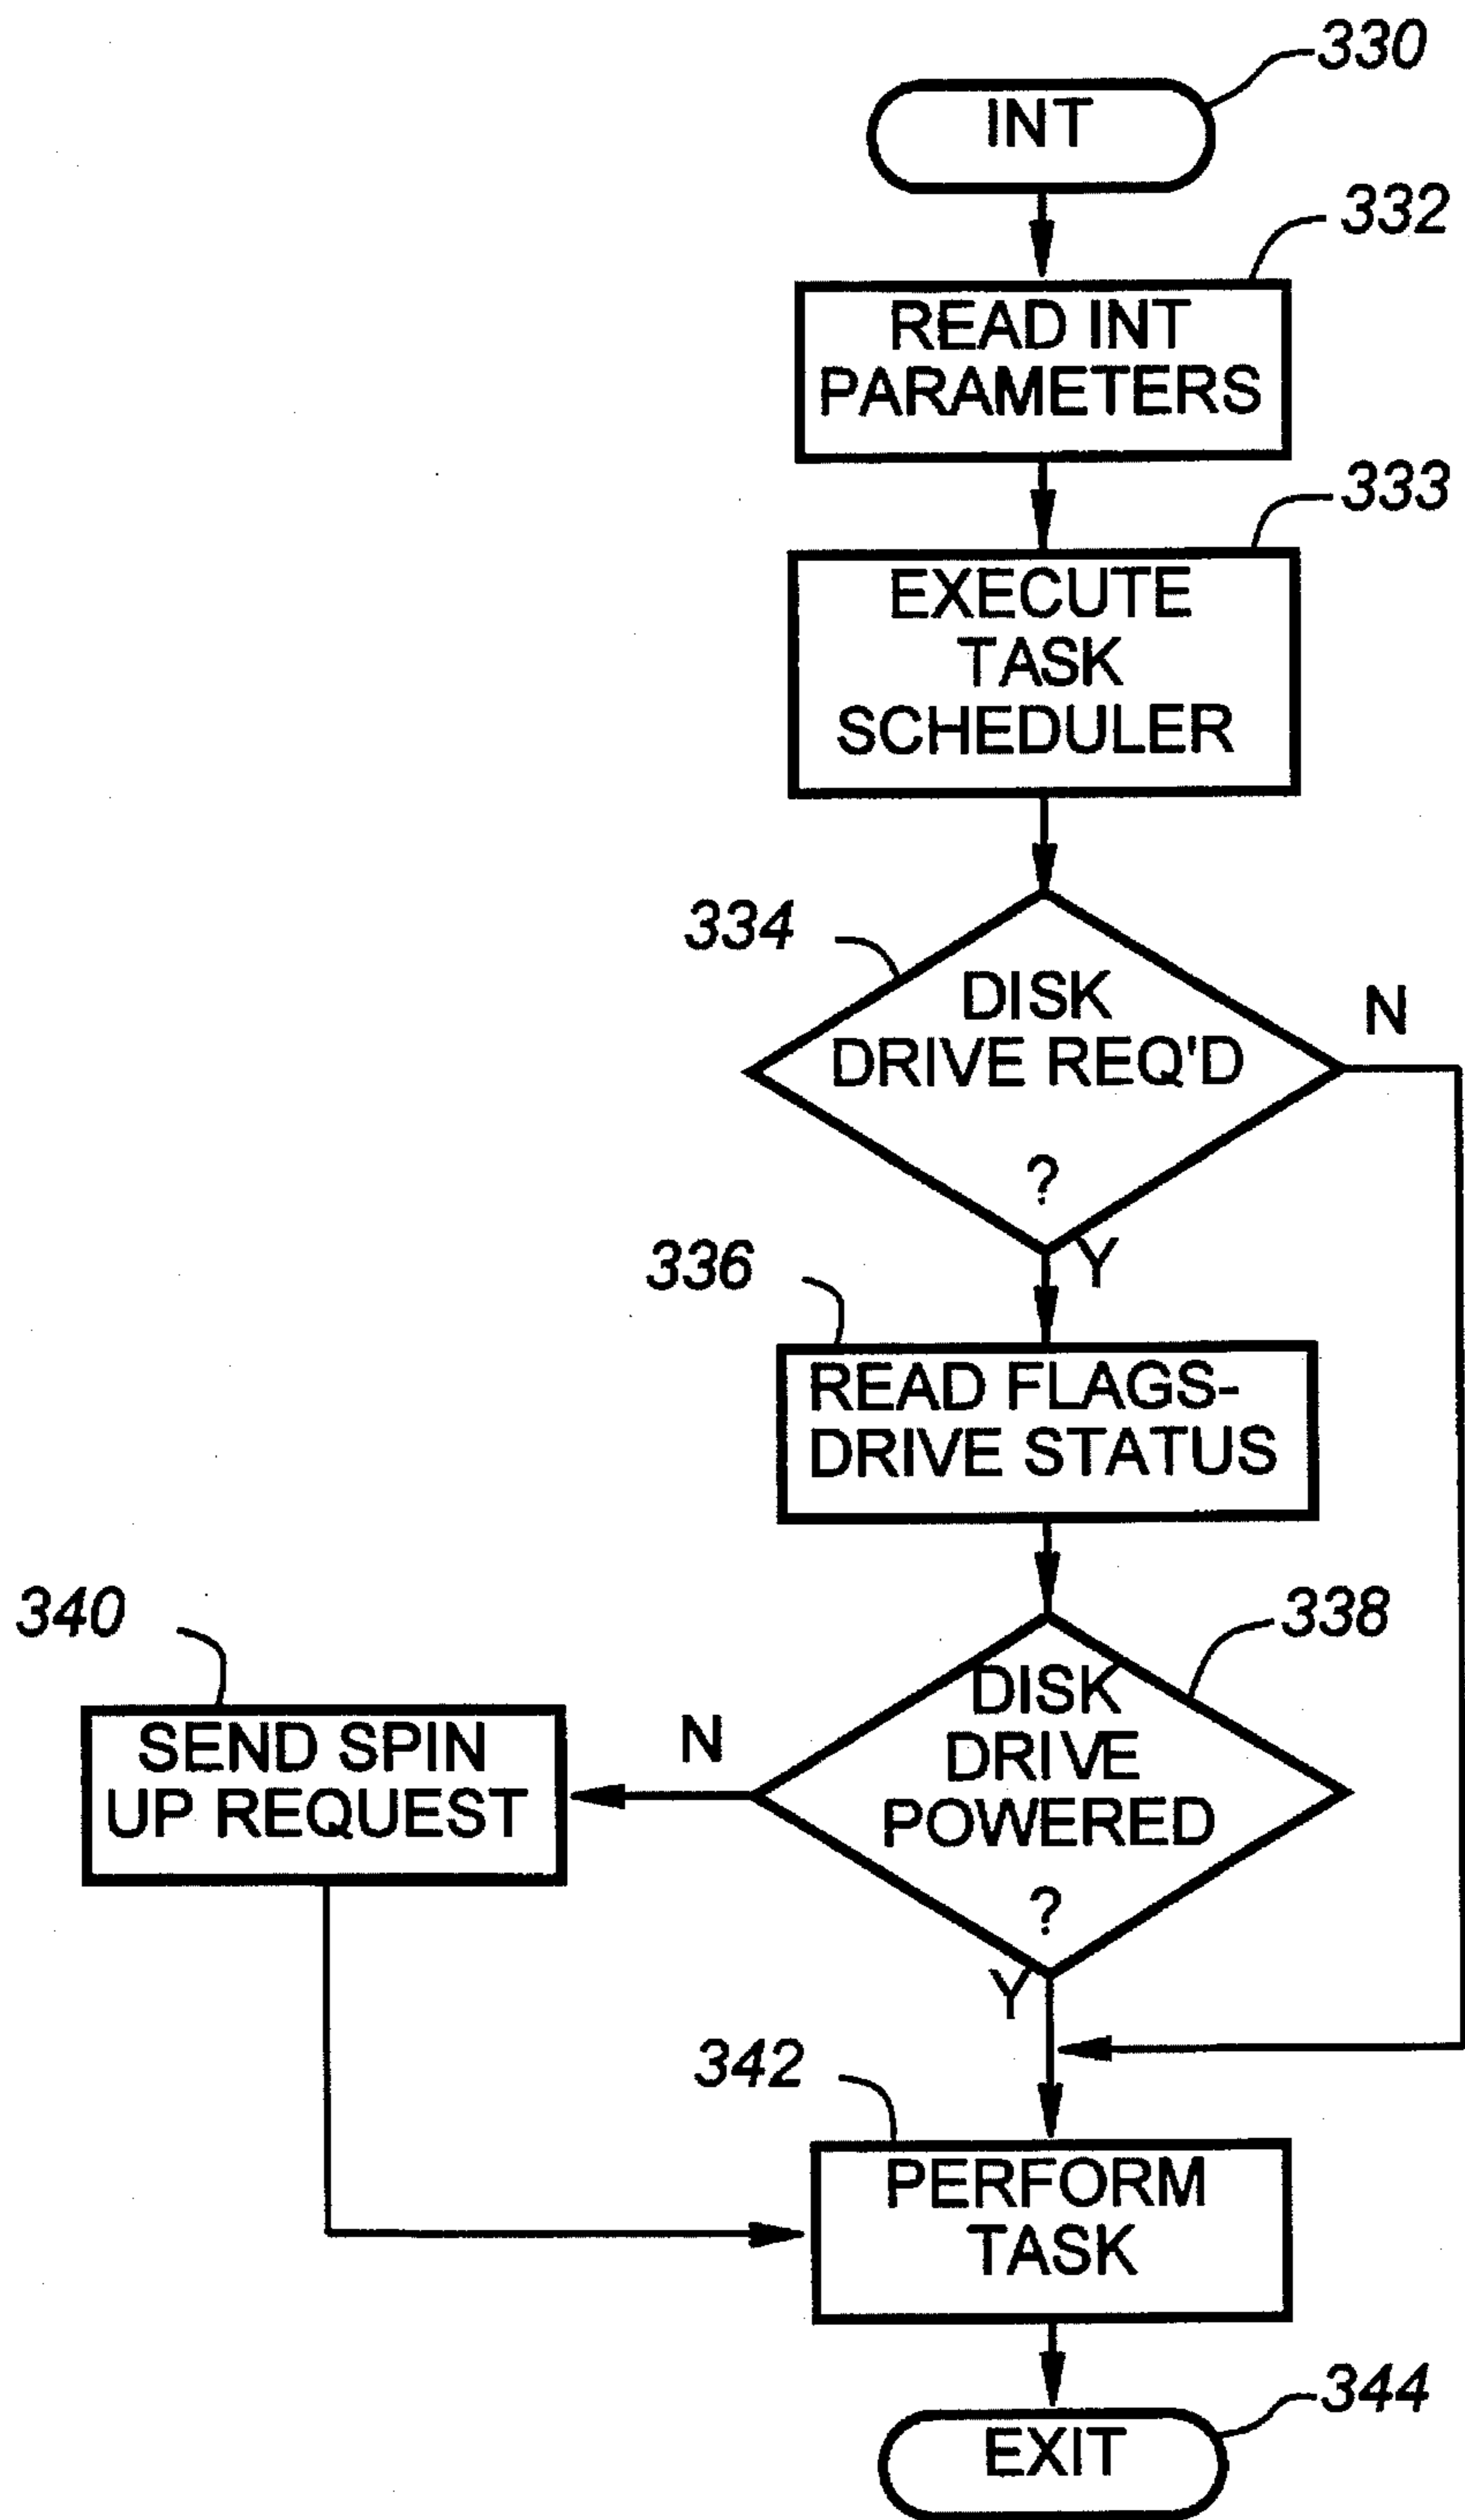 330
INT
332
READ INT
PARAMETERS
333
EXECUTE
TASK
SCHEDULER
334
DISK
DRIVE REQ'D
?
N
Y
336
READ FLAGS-
DRIVE STATUS
338
DISK
DRIVE
POWERED
?
N
Y
340
SEND SPIN
UP REQUEST
342
PERFORM
TASK
344
EXIT